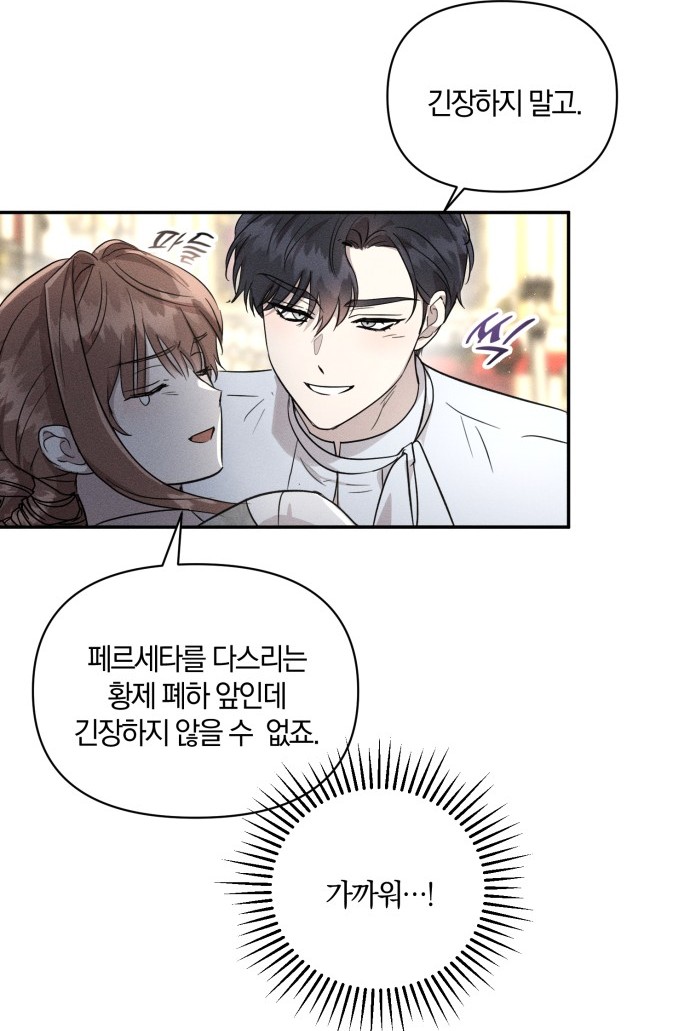 긴장하지 말고.
파들
씩
페르세타를 다스리는
황제 폐하 앞인데
긴장하지 않을 수 없죠.
가까워…!